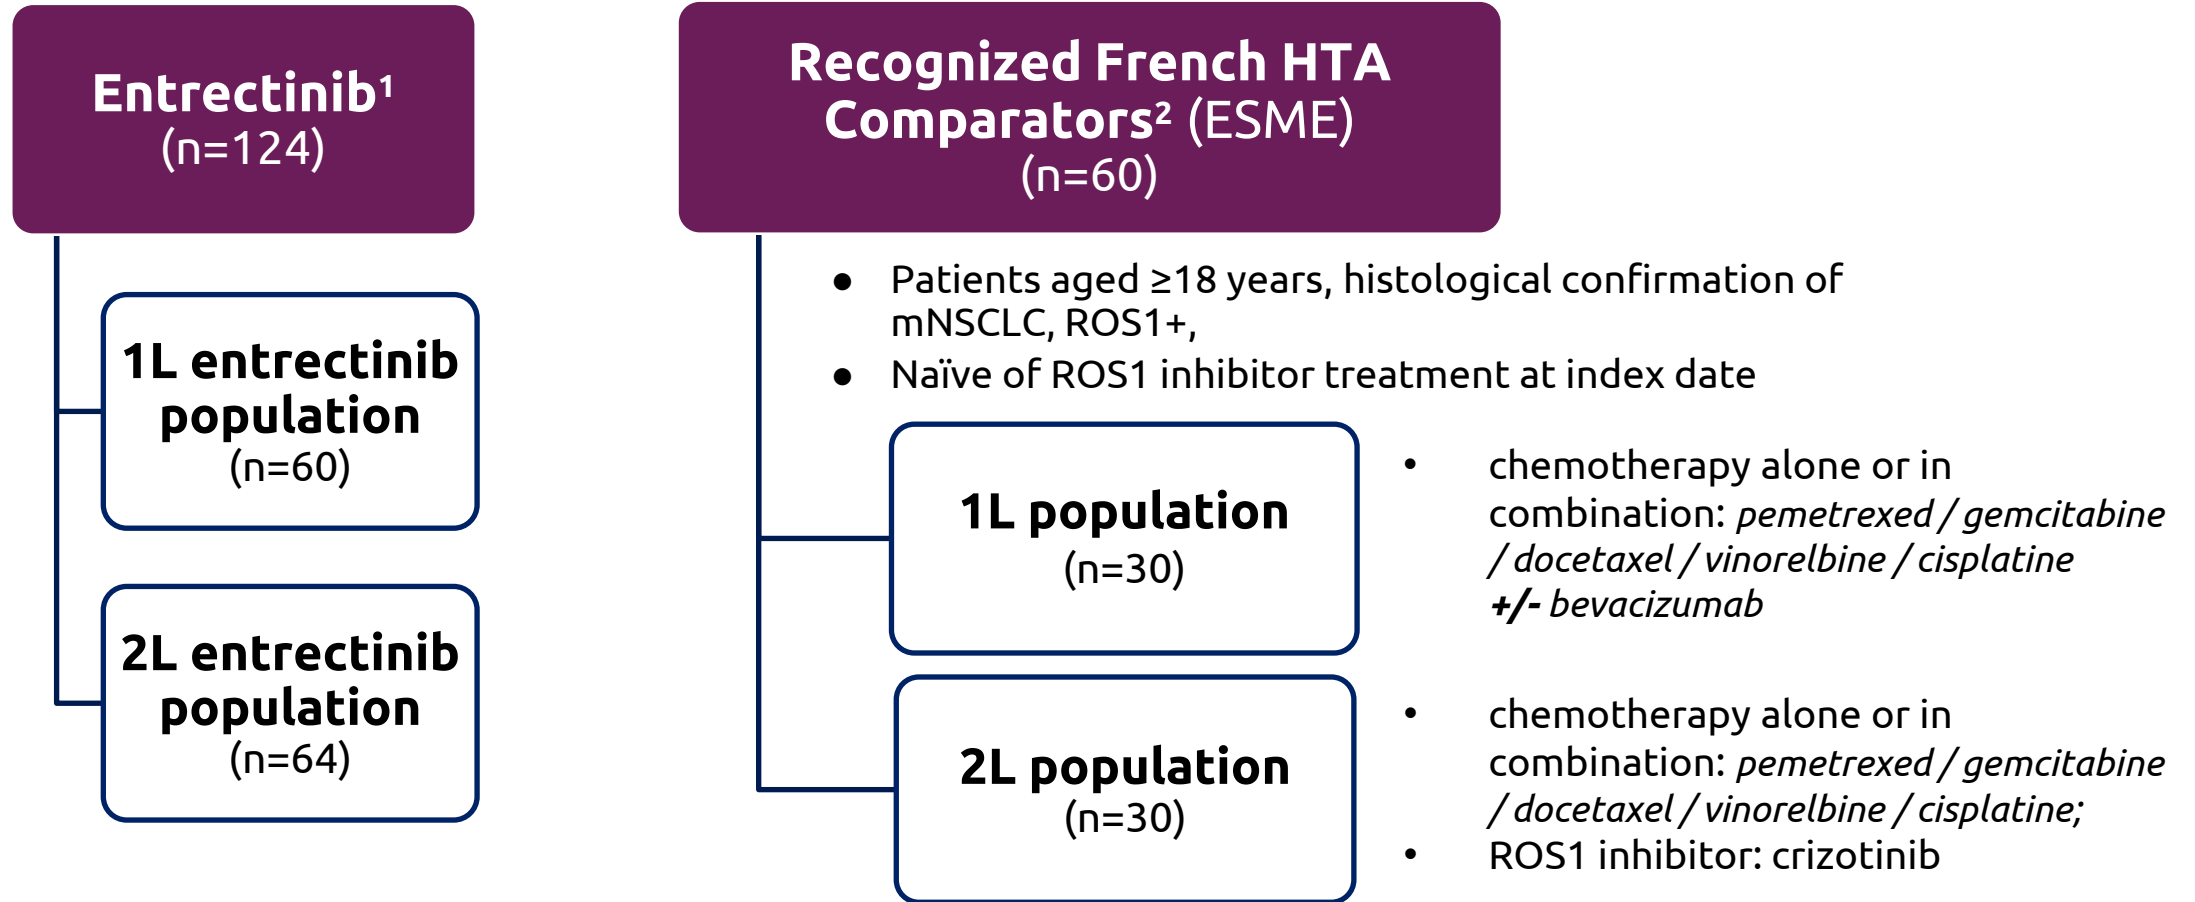 Entrectinib¹
(n=124)
1L entrectinib
population
(n=60)
2L entrectinib
population
(n=64)
Recognized French HTA
Comparators² (ESME)
(n=60)
● Patients aged ≥18 years, histological confirmation of
mNSCLC, ROS1+,
● Naïve of ROS1 inhibitor treatment at index date
1L population
(n=30)
• chemotherapy alone or in
combination: pemetrexed / gemcitabine
/ docetaxel / vinorelbine / cisplatine
+/- bevacizumab
2L population
(n=30)
• chemotherapy alone or in
combination: pemetrexed / gemcitabine
/ docetaxel / vinorelbine / cisplatine;
• ROS1 inhibitor: crizotinib